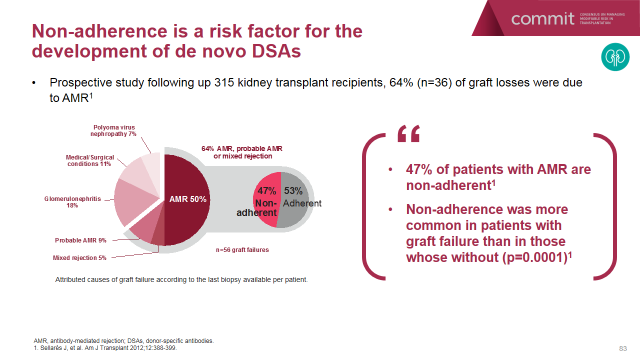 Non-adherence is a risk factor for the
development of de novo DSAs
commit
CONSENSUS ON MANAGING
MODIFIABLE RISK IN
TRANSPLANTATION
• Prospective study following up 315 kidney transplant recipients, 64% (n=36) of graft losses were due
to AMR1
Polyoma virus
nephropathy 7%
Medical/Surgical
conditions 11%
Glomerulonephritis
18%
Probable AMR 9%
Mixed rejection 5%
AMR 50%
64% AMR, probable AMR
or mixed rejection
47%
Non-
adherent
53%
Adherent
n=56 graft failures
Attributed causes of graft failure according to the last biopsy available per patient.
“
• 47% of patients with AMR are
non-adherent1
• Non-adherence was more
common in patients with
graft failure than in those
whose without (p=0.0001)1
AMR, antibody-mediated rejection; DSAs, donor-specific antibodies.
1. Sellarés J, et al. Am J Transplant 2012;12:388-399.
83